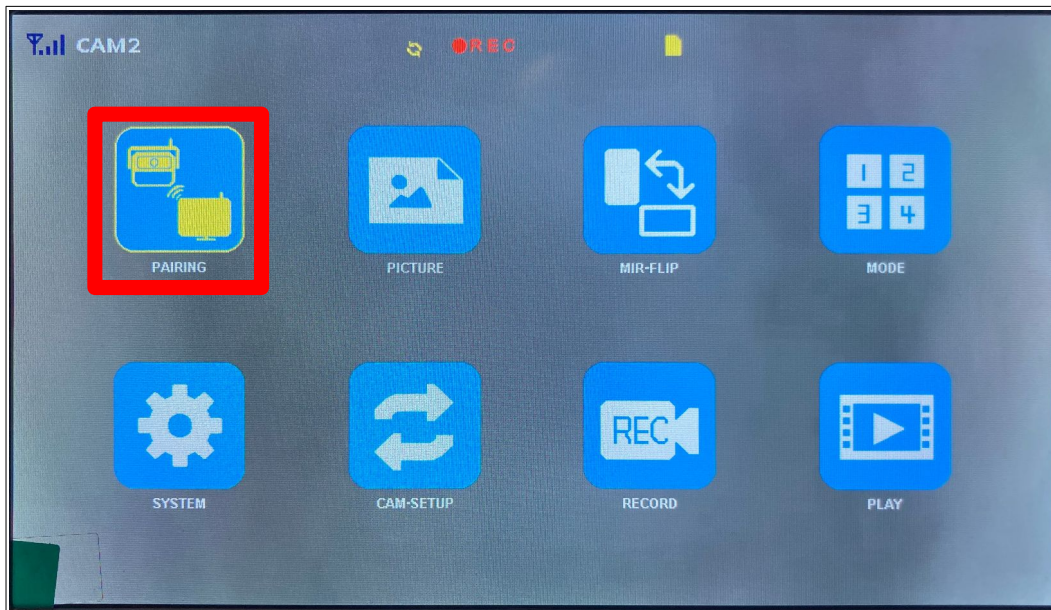 CAM2
REC
PAIRING
PICTURE
MIR-FLIP
MODE
1 2
3 4
SYSTEM
CAM-SETUP
REC
RECORD
PLAY